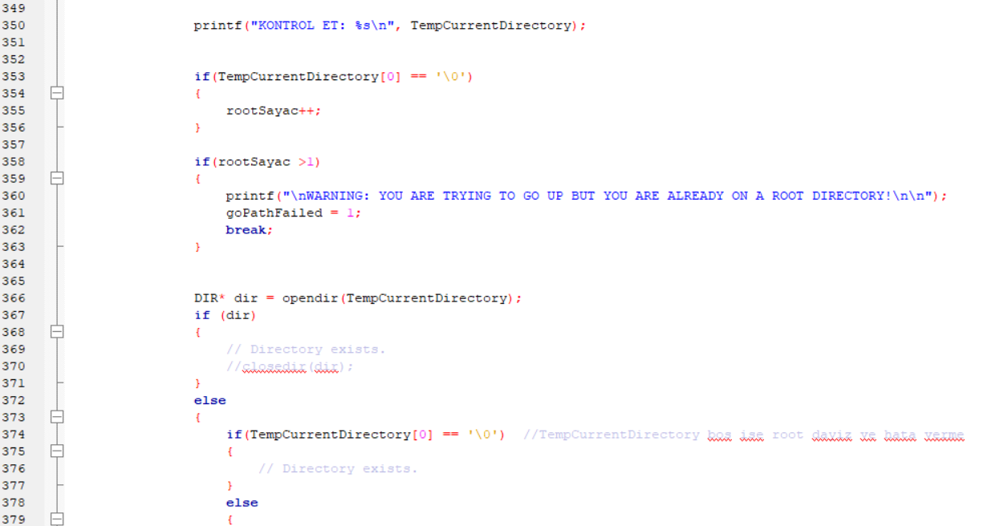 349
350 printf("KONTROL ET: %s\n", TempCurrentDirectory);
351
352
353 if(TempCurrentDirectory[0] == '\0')
354 {
355 rootSayac++;
356 }
357
358 if(rootSayac >1)
359 {
360 printf("\nWARNING: YOU ARE TRYING TO GO UP BUT YOU ARE ALREADY ON A ROOT DIRECTORY!\n\n");
361 goPathFailed = 1;
362 break;
363 }
364
365
366 DIR* dir = opendir(TempCurrentDirectory);
367 if (dir)
368 {
369 // Directory exists.
370 //closedir(dir);
371 }
372 else
373 {
374 if(TempCurrentDirectory[0] == '\0') //TempCurrentDirectory bos ise root dayiz ve hata verme
375 {
376 // Directory exists.
377 }
378 else
379 {